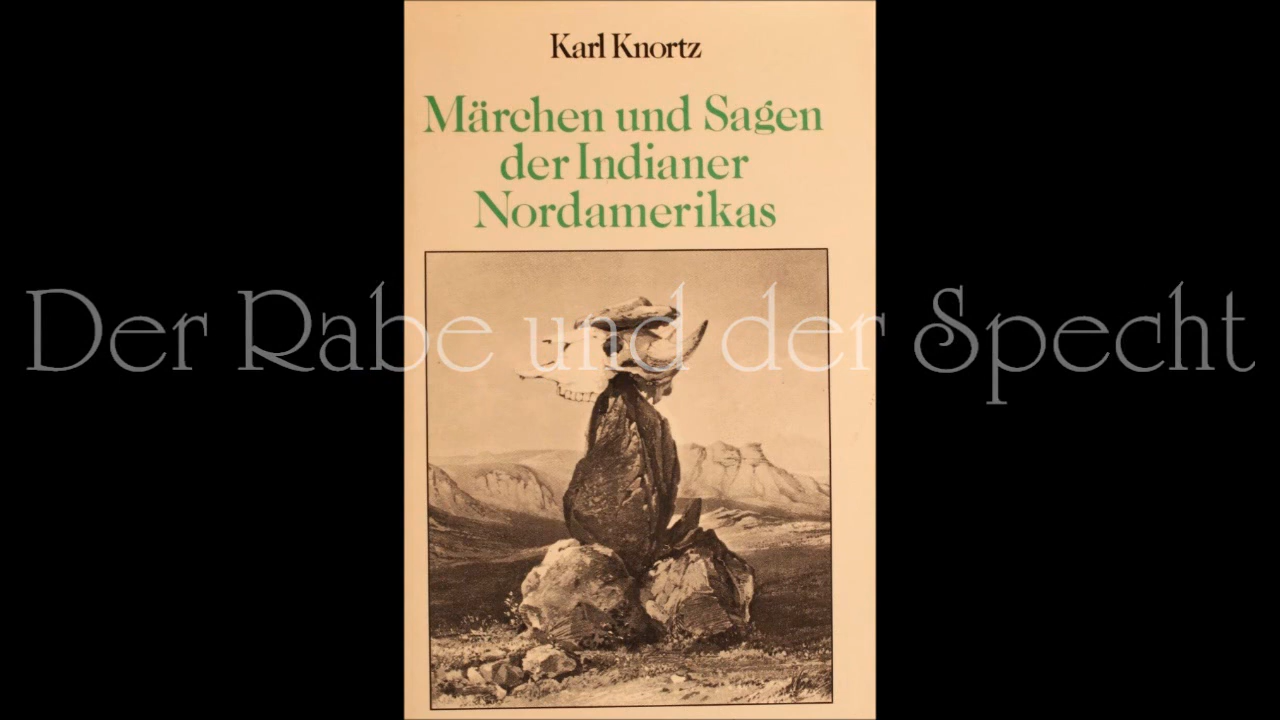 Karl Knortz
Märchen und Sagen
der Indianer
Nordamerikas
Der Rabe und der Specht